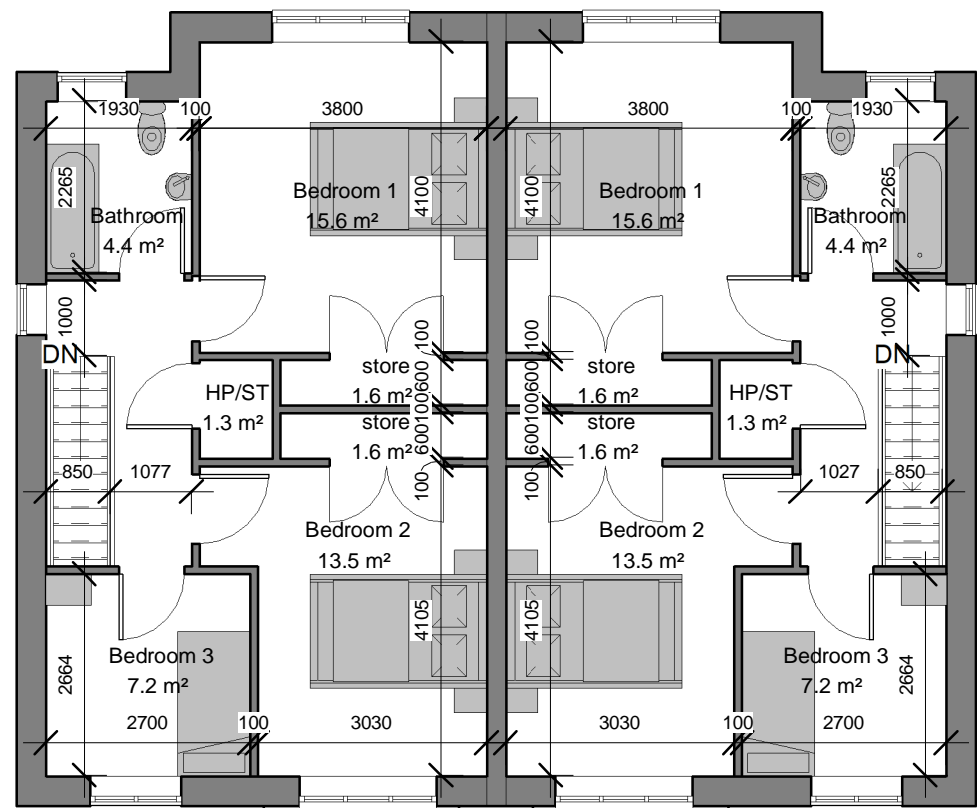 1930 100 3800 3800 100 1930
2265
Bathroom
4.4 m²
Bedroom 1
15.6 m²
4100
4100
Bedroom 1
15.6 m²
Bathroom
4.4 m²
2265
1000
1000
DN
DN
100
100
HP/ST
1.3 m²
store
1.6 m²
600
600
store
1.6 m²
HP/ST
1.3 m²
100
100
store
1.6 m²
600
600
store
1.6 m²
100
100
850 1077
1027 850
Bedroom 2
13.5 m²
Bedroom 2
13.5 m²
4105
4105
Bedroom 3
7.2 m²
2664
Bedroom 3
7.2 m²
2664
2700 100 3030 3030 100 2700